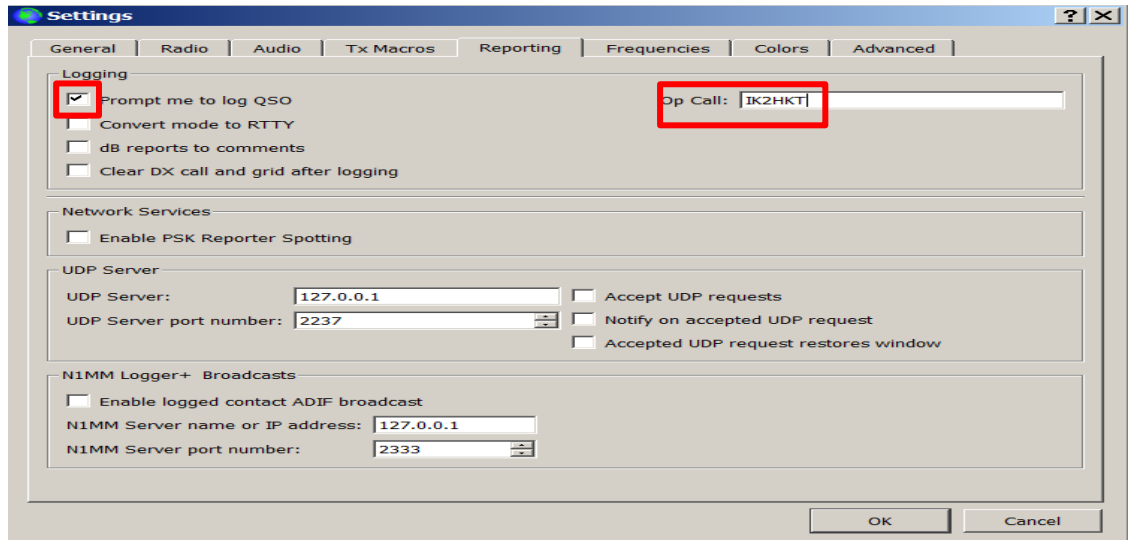 Settings
General Radio Audio Tx Macros Reporting Frequencies Colors Advanced
Logging
Prompt me to log QSO Op Call: IK2HKT
Convert mode to RTTY
dB reports to comments
Clear DX call and grid after logging
Network Services
Enable PSK Reporter Spotting
UDP Server
UDP Server: 127.0.0.1 Accept UDP requests
UDP Server port number: 2237 Notify on accepted UDP request
Accepted UDP request restores window
N1MM Logger+ Broadcasts
Enable logged contact ADIF broadcast
N1MM Server name or IP address: 127.0.0.1
N1MM Server port number: 2333
OK Cancel